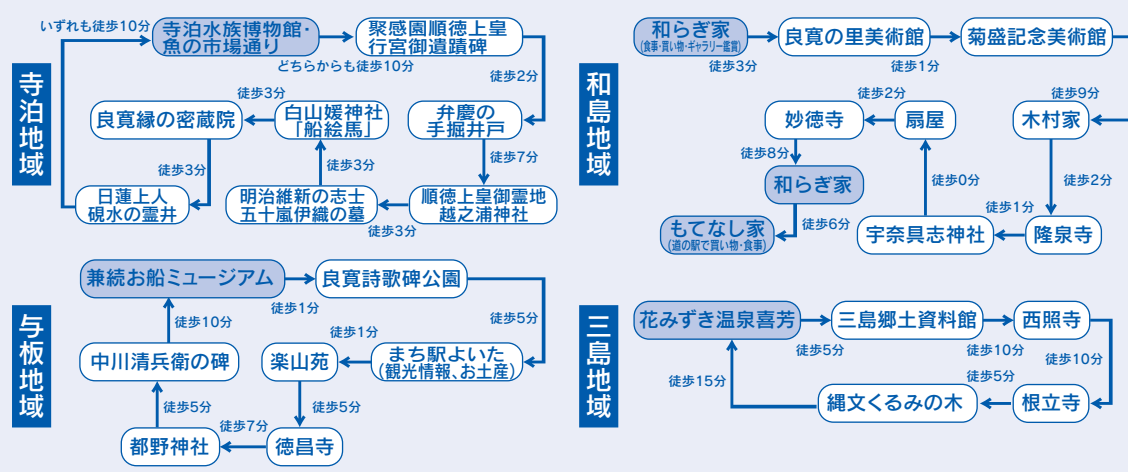 寺泊地域
いずれも徒歩10分
寺泊水族博物館・
魚の市場通り
どちらからも徒歩10分
聚感園順徳上皇
行宮御遺蹟碑
徒歩2分
弁慶の
手掘井戸
徒歩7分
順徳上皇御霊地
越之浦神社
徒歩3分
明治維新の志士
五十嵐伊織の墓
徒歩3分
白山媛神社
「船絵馬」
徒歩3分
良寛縁の密蔵院
徒歩3分
日蓮上人
硯水の霊井
和島地域
和らぎ家
(食事・買い物・ギャラリー鑑賞)
徒歩3分
良寛の里美術館
徒歩1分
菊盛記念美術館
徒歩9分
木村家
徒歩2分
隆泉寺
徒歩1分
宇奈具志神社
徒歩0分
扇屋
徒歩2分
妙徳寺
徒歩8分
和らぎ家
徒歩6分
もてなし家
(道の駅で買い物・食事)
与板地域
兼続お船ミュージアム
徒歩1分
良寛詩歌碑公園
徒歩5分
まち駅よいた
(観光情報、お土産)
徒歩1分
楽山苑
徒歩5分
徳昌寺
徒歩7分
都野神社
徒歩5分
中川清兵衛の碑
徒歩10分
三島地域
花みずき温泉喜芳
徒歩5分
三島郷土資料館
徒歩10分
西照寺
徒歩10分
根立寺
徒歩5分
縄文くるみの木
徒歩15分